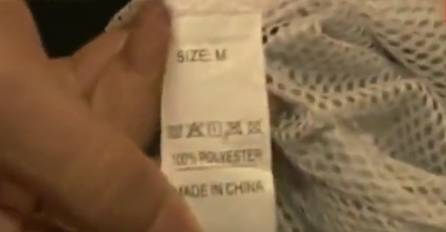 SIZE: M
100% POLYESTER
MADE IN CHINA